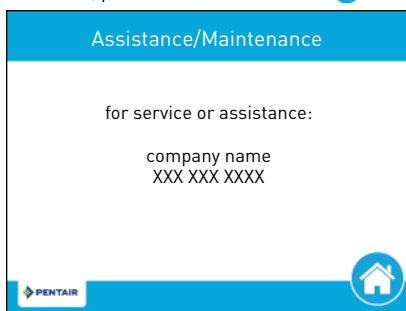 Assistance/Maintenance
for service or assistance:
company name
XXX XXX XXXX
PENTAIR